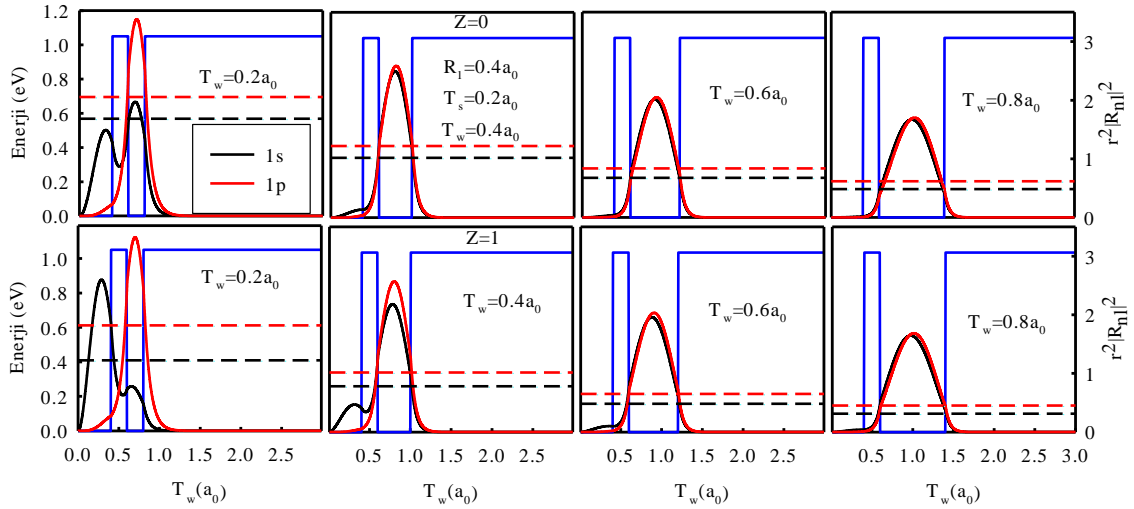 1.2
1.0
0.8
0.6
0.4
0.2
0.0
Enerji (eV)
T_w=0.2a_0
1s
1p
Z=0
R_1=0.4a_0
T_s=0.2a_0
T_w=0.4a_0
T_w=0.6a_0
T_w=0.8a_0
3
2
1
0
r^2|R_nl|^2
1.0
0.8
0.6
0.4
0.2
0.0
Enerji (eV)
T_w=0.2a_0
Z=1
T_w=0.4a_0
T_w=0.6a_0
T_w=0.8a_0
3
2
1
0
r^2|R_nl|^2
0.0 0.5 1.0 1.5 2.0 2.5
0.5 1.0 1.5 2.0 2.5
0.5 1.0 1.5 2.0 2.5
0.5 1.0 1.5 2.0 2.5 3.0
T_w(a_0)
T_w(a_0)
T_w(a_0)
T_w(a_0)